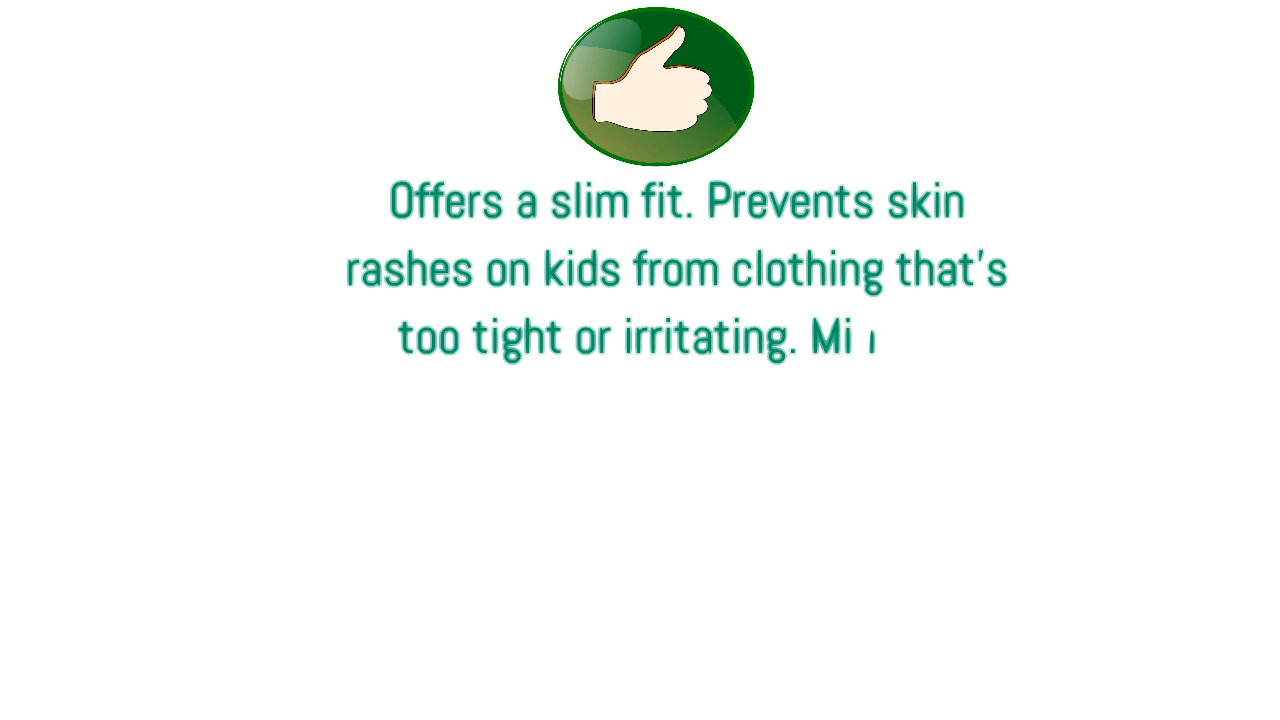 Offers a slim fit. Prevents skin
rashes on kids from clothing that's
too tight or irritating. Mi